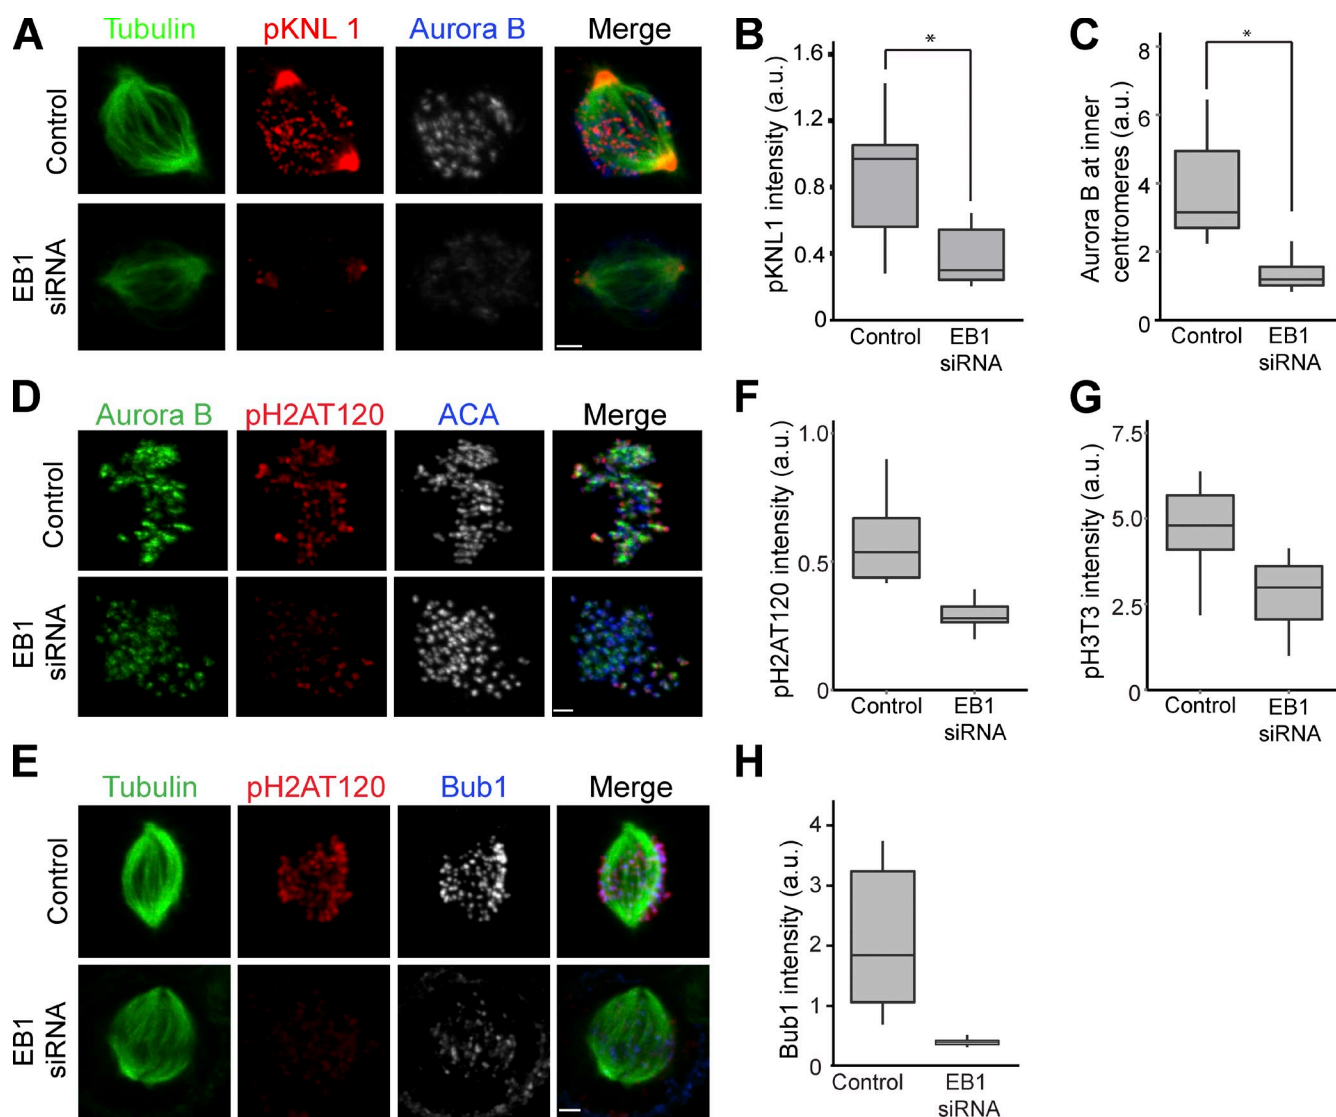 A
Tubulin
pKNL 1
Aurora B
Merge
Control
EB1
siRNA
B
pKNL1 intensity (a.u.)
1.6
1.2
0.8
0.4
0
*
Control
EB1
siRNA
C
Aurora B at inner
centromeres (a.u.)
8
6
4
2
0
*
Control
EB1
siRNA
D
Aurora B
pH2AT120
ACA
Merge
Control
EB1
siRNA
F
pH2AT120 intensity (a.u.)
1.0
0.5
0
Control
EB1
siRNA
G
pH3T3 intensity (a.u.)
7.5
5.0
2.5
0
Control
EB1
siRNA
E
Tubulin
pH2AT120
Bub1
Merge
Control
EB1
siRNA
H
Bub1 intensity (a.u.)
4
3
2
1
0
Control
EB1
siRNA